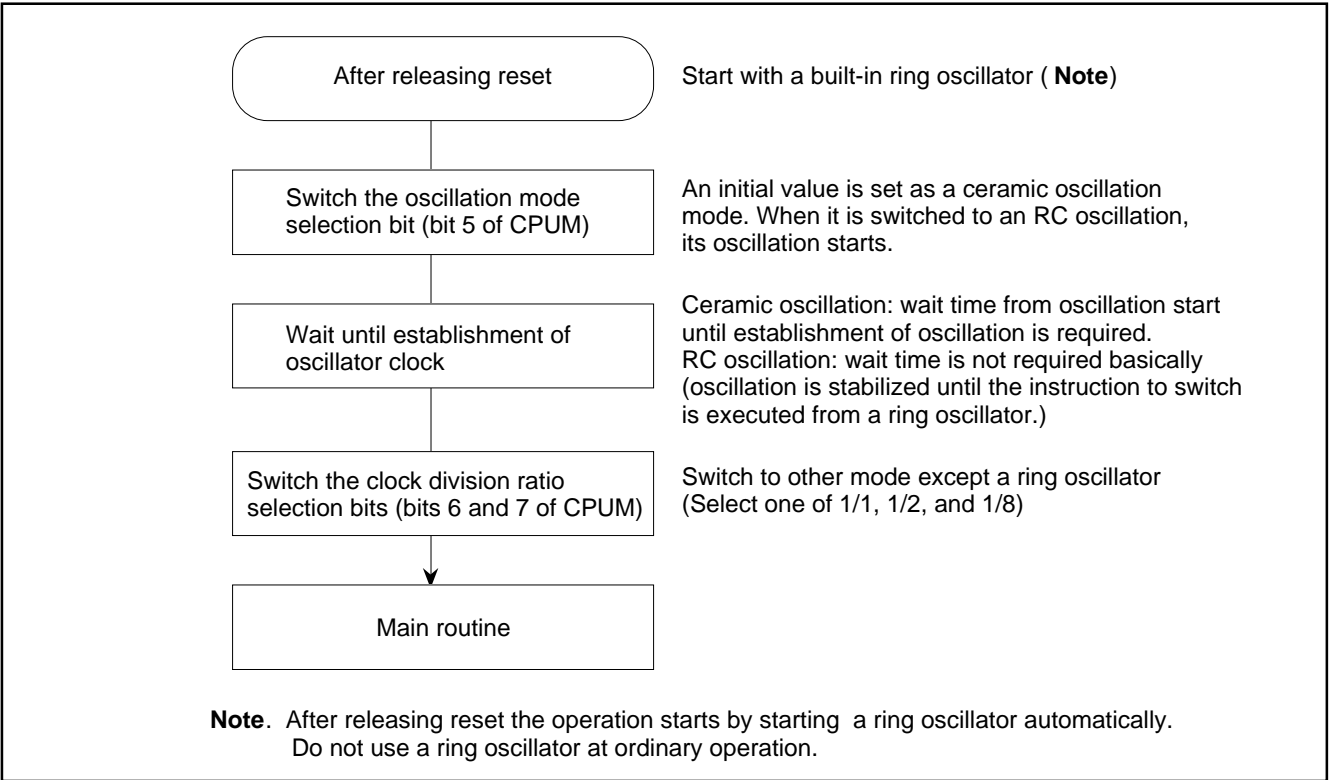 After releasing reset
Start with a built-in ring oscillator ( Note)
Switch the oscillation mode
selection bit (bit 5 of CPUM)
An initial value is set as a ceramic oscillation
mode. When it is switched to an RC oscillation,
its oscillation starts.
Wait until establishment of
oscillator clock
Ceramic oscillation: wait time from oscillation start
until establishment of oscillation is required.
RC oscillation: wait time is not required basically
(oscillation is stabilized until the instruction to switch
is executed from a ring oscillator.)
Switch the clock division ratio
selection bits (bits 6 and 7 of CPUM)
Switch to other mode except a ring oscillator
(Select one of 1/1, 1/2, and 1/8)
Main routine
Note. After releasing reset the operation starts by starting a ring oscillator automatically.
Do not use a ring oscillator at ordinary operation.